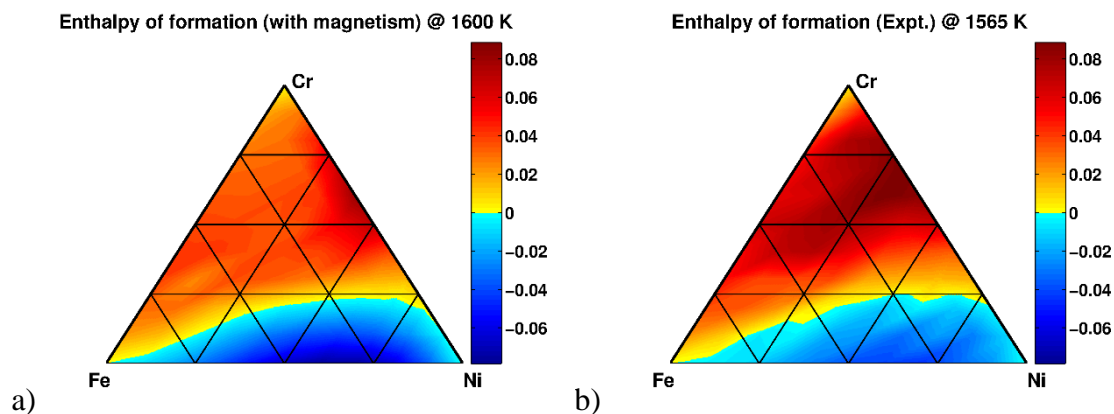 Enthalpy of formation (with magnetism) @ 1600 K
Cr
Fe
Ni
0.08
0.06
0.04
0.02
0
-0.02
-0.04
-0.06
a)
Enthalpy of formation (Expt.) @ 1565 K
Cr
Fe
Ni
0.08
0.06
0.04
0.02
0
-0.02
-0.04
-0.06
b)